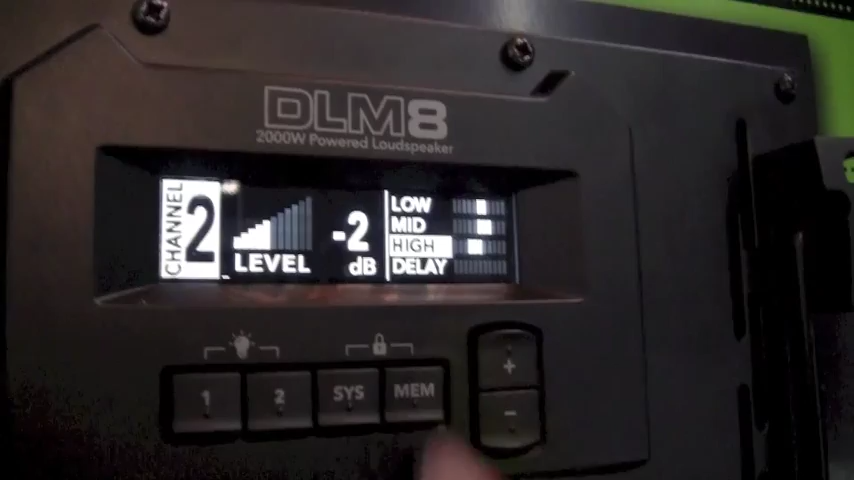 DLM8
2000W Powered Loudspeaker
CHANNEL
2
LEVEL
-2
dB
LOW
MID
HIGH
DELAY
1
2
SYS
MEM
+
-